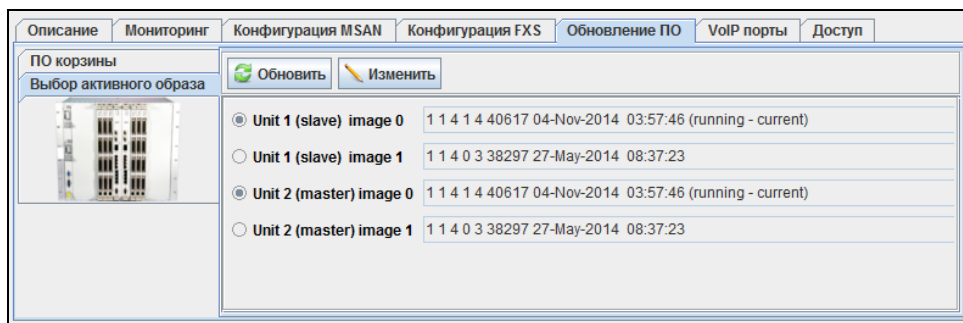 Описание Мониторинг Конфигурация MSAN Конфигурация FXS Обновление ПО VoIP порты Доступ
ПО корзины
Выбор активного образа
Обновить Изменить
Unit 1 (slave) image 0 1 1 4 1 4 40617 04-Nov-2014 03:57:46 (running - current)
Unit 1 (slave) image 1 1 1 4 0 3 38297 27-May-2014 08:37:23
Unit 2 (master) image 0 1 1 4 1 4 40617 04-Nov-2014 03:57:46 (running - current)
Unit 2 (master) image 1 1 1 4 0 3 38297 27-May-2014 08:37:23